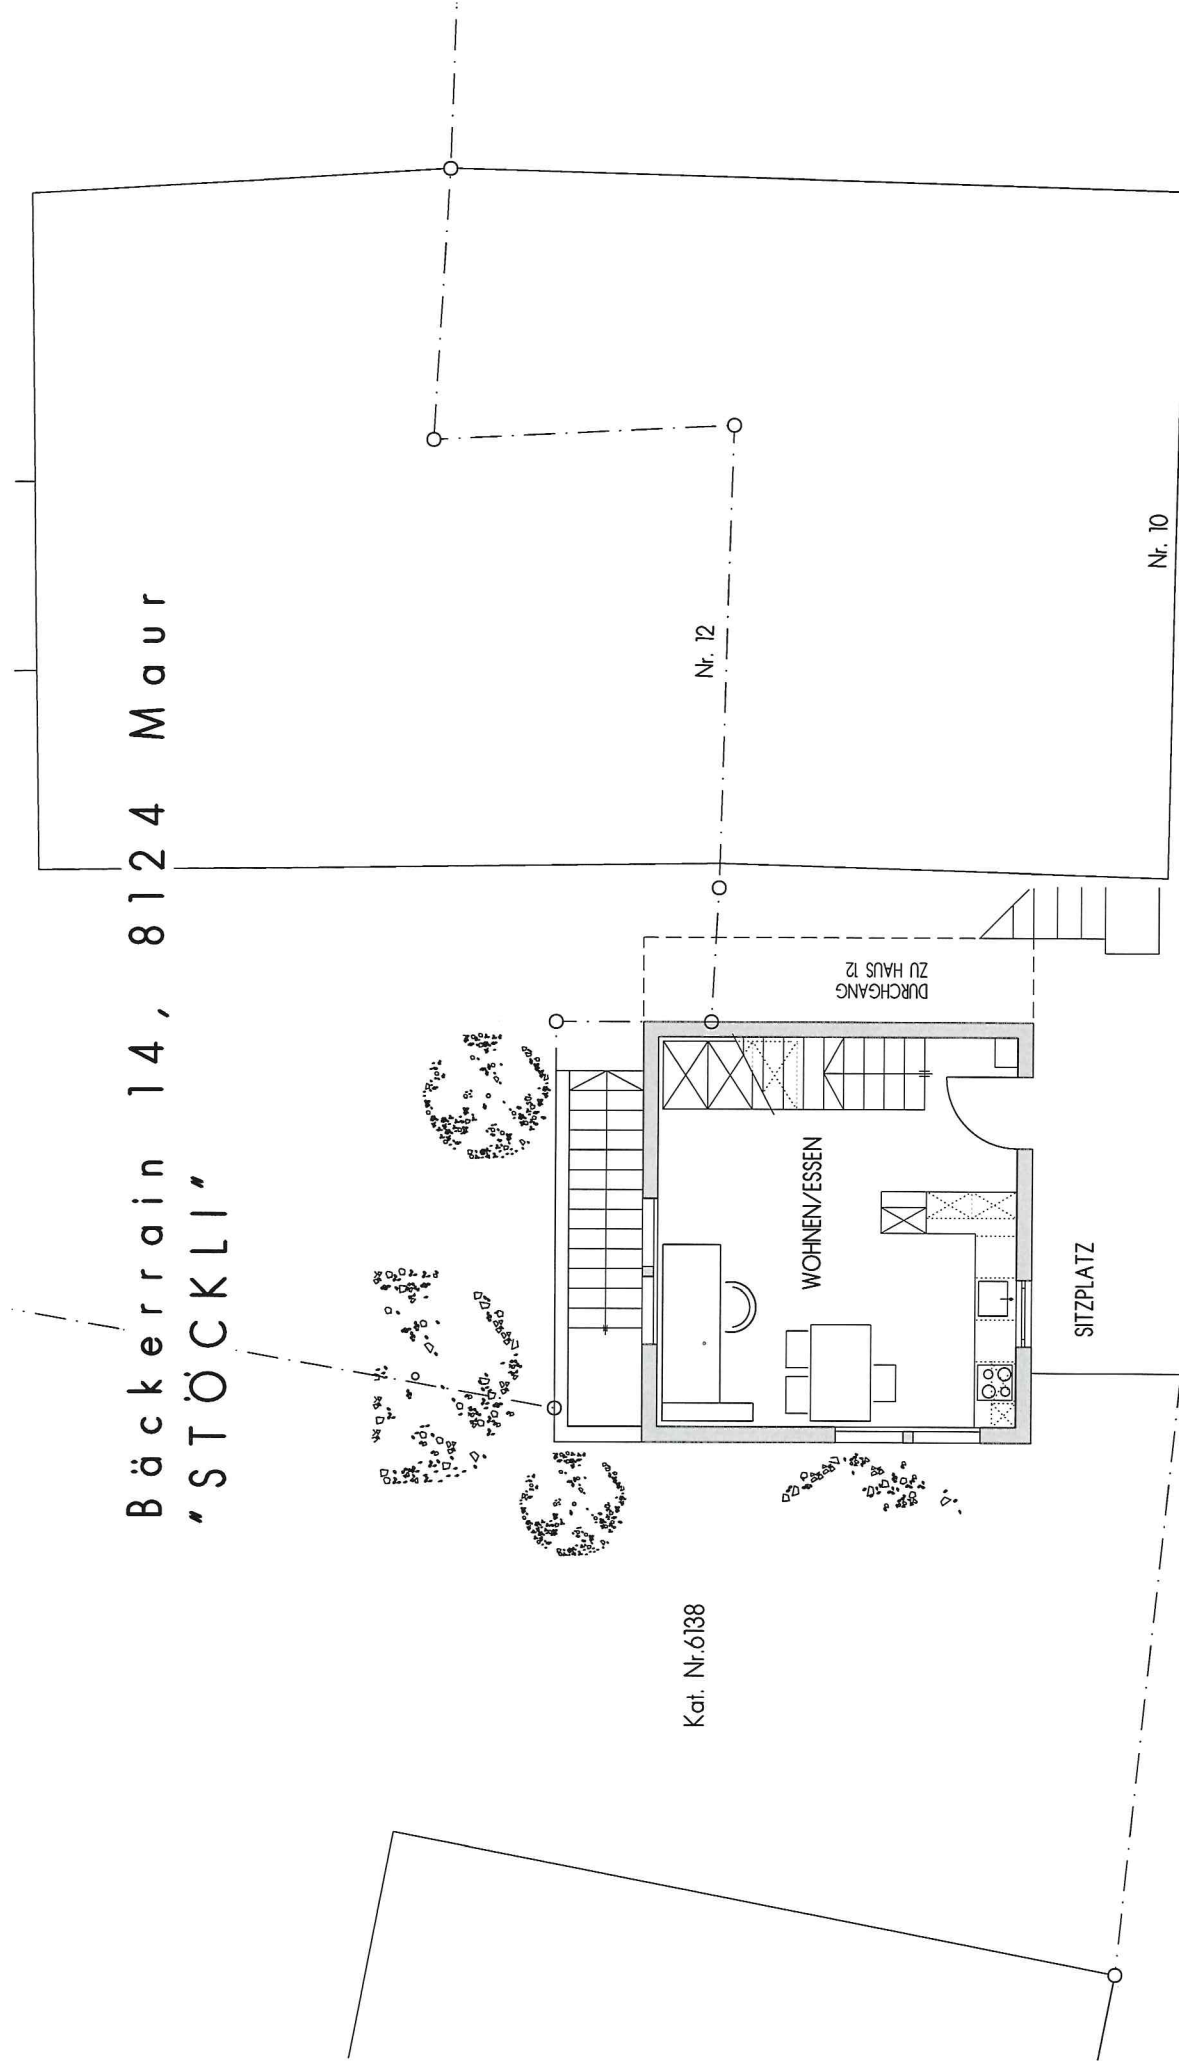 Bäckerrain 14, 8124 Maur
"STÖCKLI"
Nr. 12
Nr. 10
DURCHGANG
ZU HAUS 12
WOHNEN/ESSEN
SITZPLATZ
Kat. Nr.6138